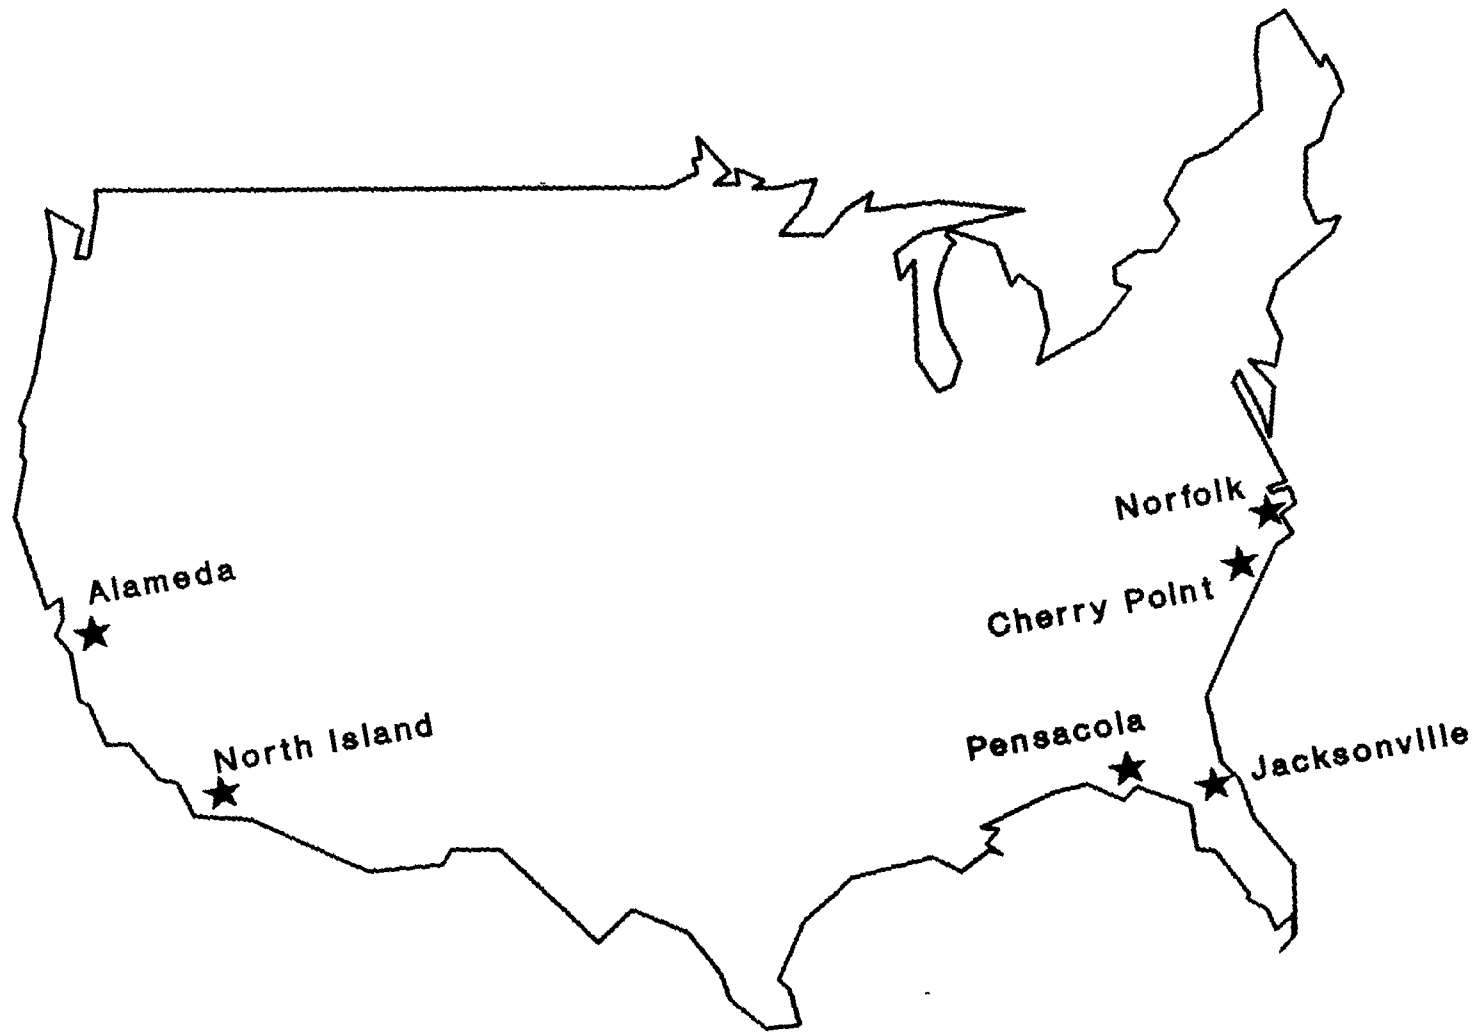 Norfolk
Alameda
Cherry Point
North Island
Pensacola
Jacksonville